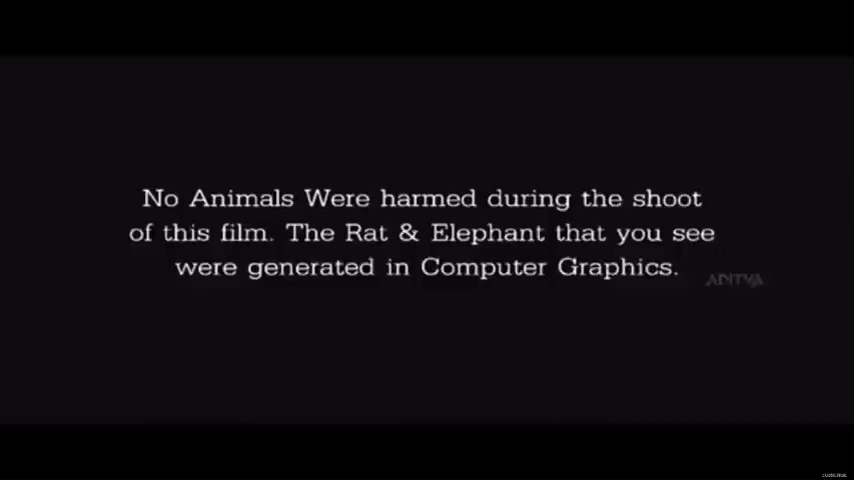 No Animals Were harmed during the shoot
of this film. The Rat & Elephant that you see
were generated in Computer Graphics.
ADITYA